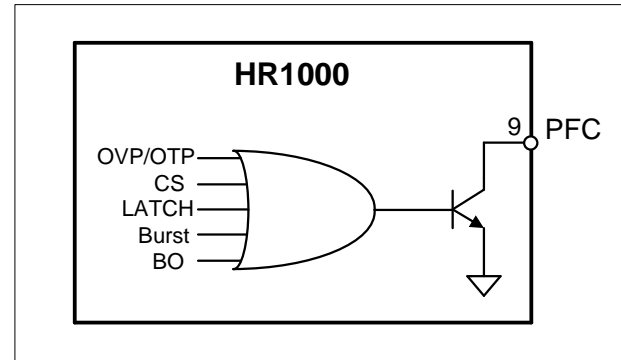 HR1000
9 PFC
OVP/OTP
CS
LATCH
Burst
BO